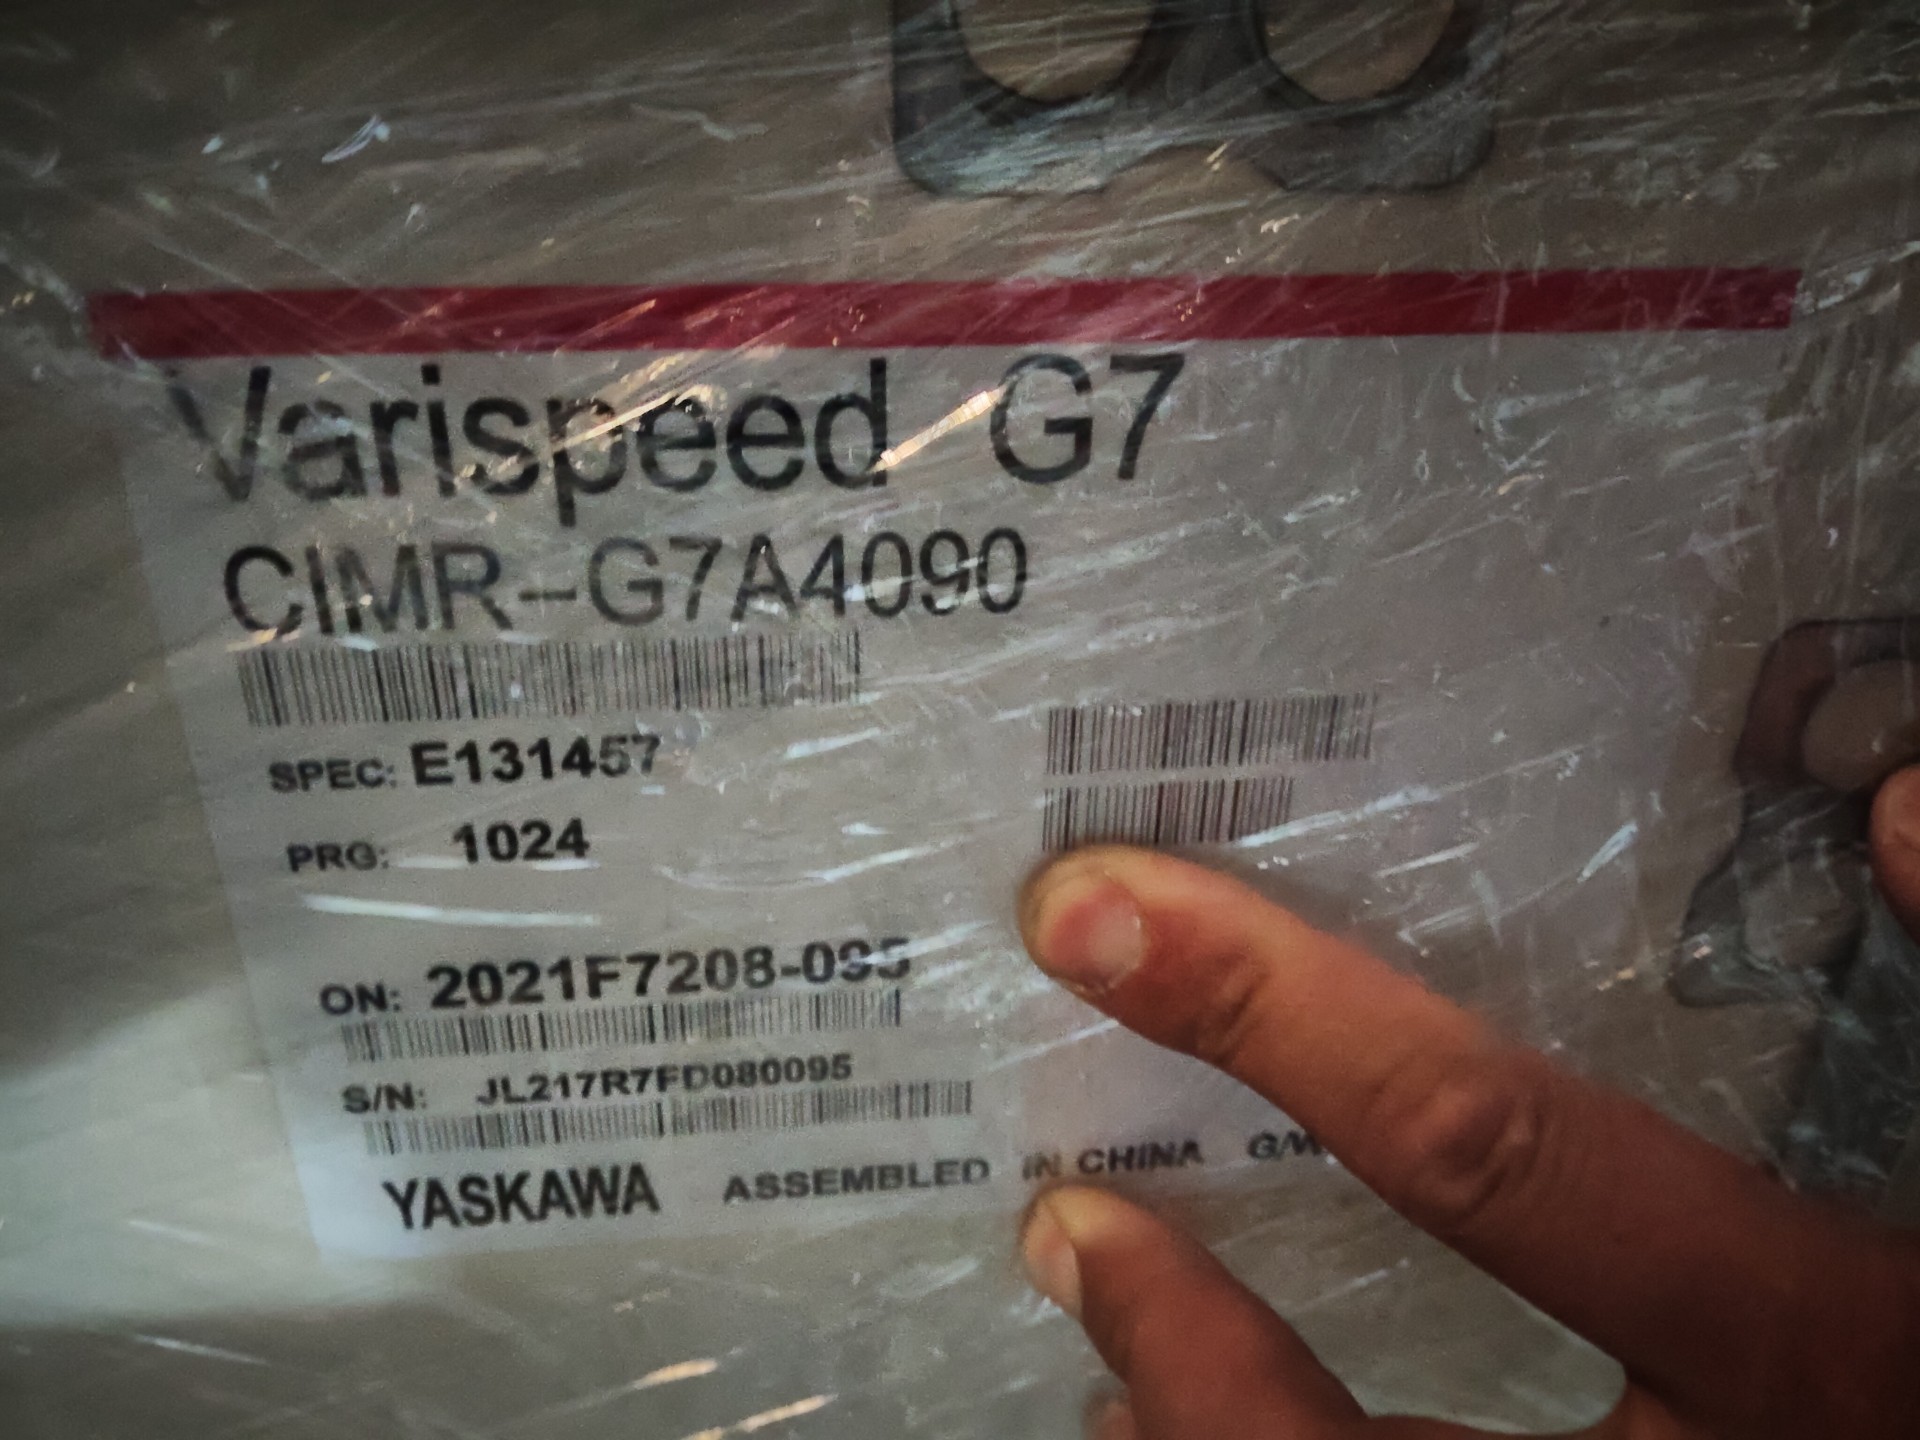 Varispeed G7
CIMR-G7A4090
SPEC: E131457
PRG: 1024
ON: 2021F7208-095
S/N: JL217R7FD080095
YASKAWA ASSEMBLED IN CHINA